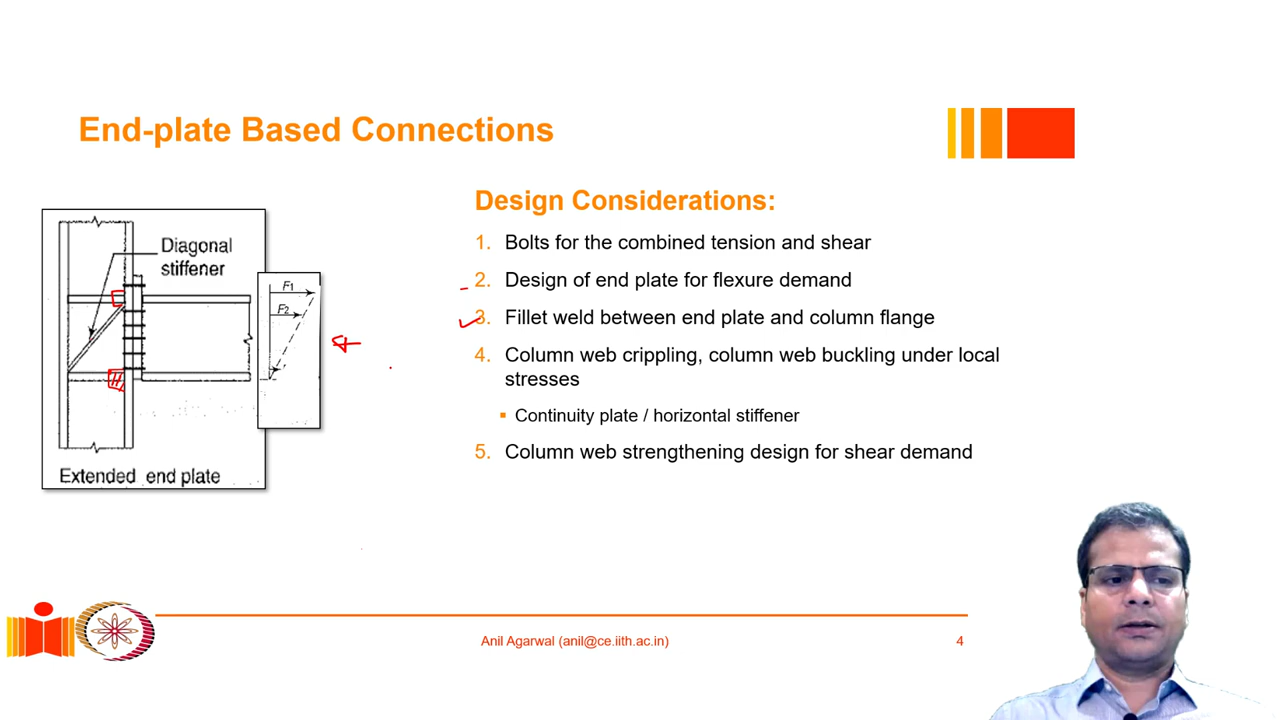 End-plate Based Connections
Design Considerations:
1. Bolts for the combined tension and shear
2. Design of end plate for flexure demand
3. Fillet weld between end plate and column flange
4. Column web crippling, column web buckling under local
stresses
▪ Continuity plate / horizontal stiffener
5. Column web strengthening design for shear demand
Diagonal
stiffener
F1
F2
Extended end plate
Anil Agarwal (anil@ce.iith.ac.in)
4